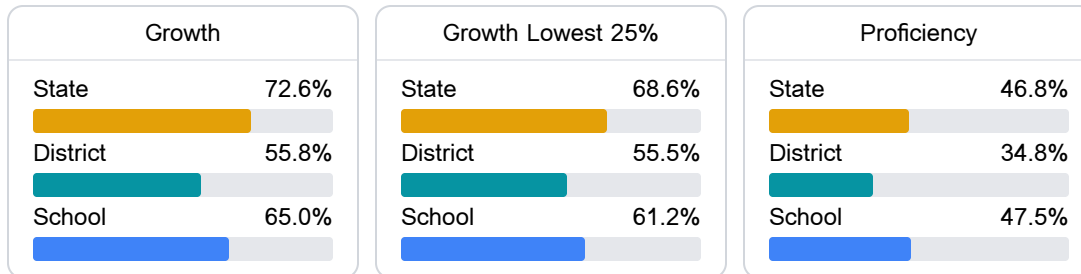 Growth
State 72.6%
District 55.8%
School 65.0%
Growth Lowest 25%
State 68.6%
District 55.5%
School 61.2%
Proficiency
State 46.8%
District 34.8%
School 47.5%